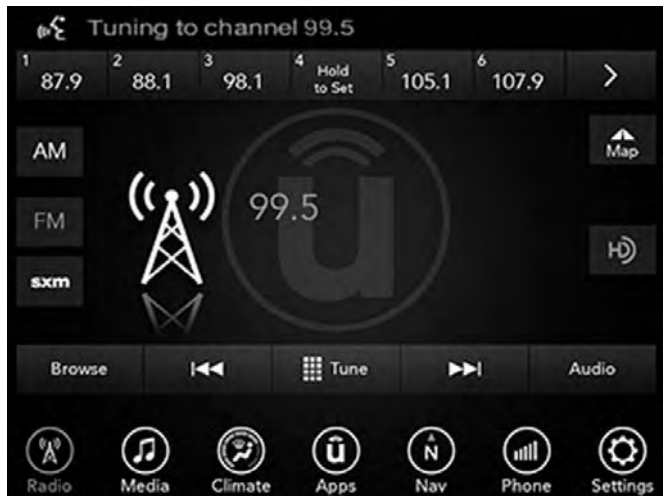 Tuning to channel 99.5
1 87.9 2 88.1 3 98.1 4 Hold to Set 5 105.1 6 107.9
AM
Map
FM
99.5
HD
sxm
û
Browse Tune Audio
Radio Media Climate û Apps N Nav Phone Settings